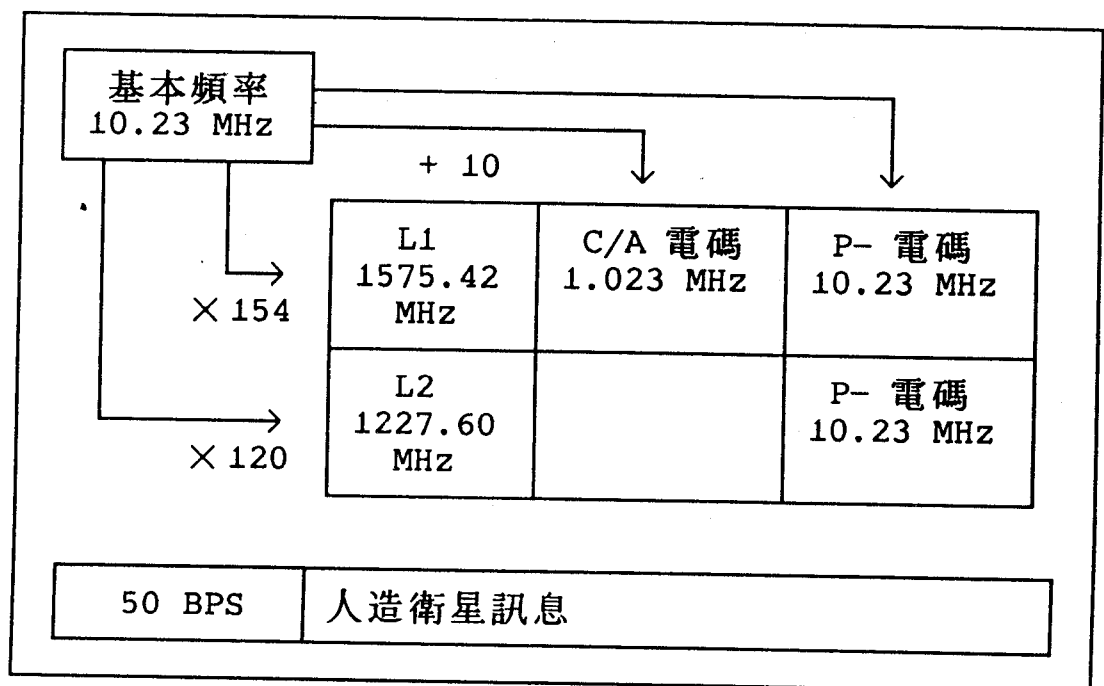 基本頻率
10.23 MHz
+ 10
L1
1575.42
MHz
C/A 電碼
1.023 MHz
P- 電碼
10.23 MHz
× 154
L2
1227.60
MHz
P- 電碼
10.23 MHz
× 120
50 BPS
人造衛星訊息